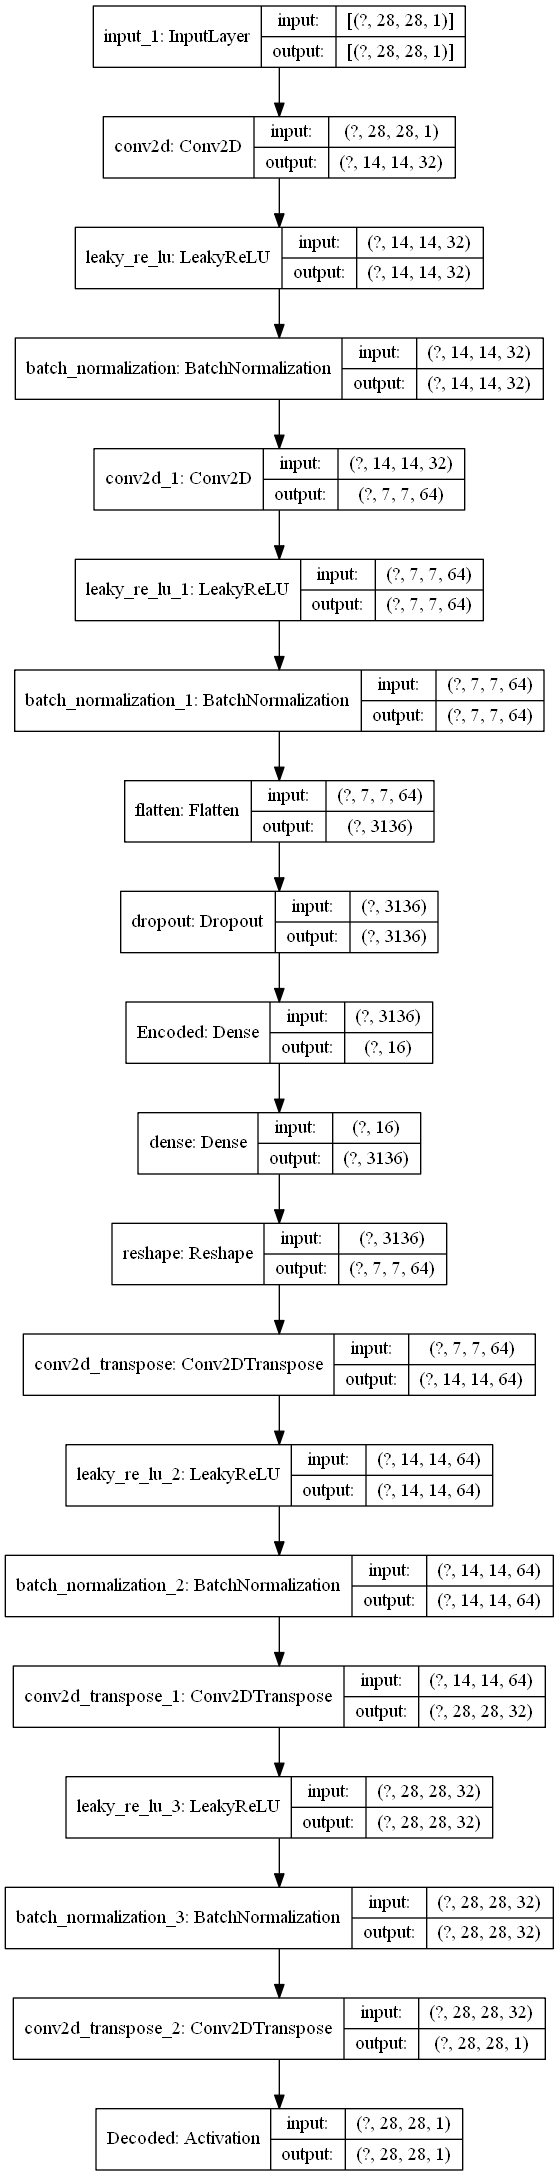 input_1: InputLayer
input: [(?, 28, 28, 1)]
output: [(?, 28, 28, 1)]
conv2d: Conv2D
input: (?, 28, 28, 1)
output: (?, 14, 14, 32)
leaky_re_lu: LeakyReLU
input: (?, 14, 14, 32)
output: (?, 14, 14, 32)
batch_normalization: BatchNormalization
input: (?, 14, 14, 32)
output: (?, 14, 14, 32)
conv2d_1: Conv2D
input: (?, 14, 14, 32)
output: (?, 7, 7, 64)
leaky_re_lu_1: LeakyReLU
input: (?, 7, 7, 64)
output: (?, 7, 7, 64)
batch_normalization_1: BatchNormalization
input: (?, 7, 7, 64)
output: (?, 7, 7, 64)
flatten: Flatten
input: (?, 7, 7, 64)
output: (?, 3136)
dropout: Dropout
input: (?, 3136)
output: (?, 3136)
Encoded: Dense
input: (?, 3136)
output: (?, 16)
dense: Dense
input: (?, 16)
output: (?, 3136)
reshape: Reshape
input: (?, 3136)
output: (?, 7, 7, 64)
conv2d_transpose: Conv2DTranspose
input: (?, 7, 7, 64)
output: (?, 14, 14, 64)
leaky_re_lu_2: LeakyReLU
input: (?, 14, 14, 64)
output: (?, 14, 14, 64)
batch_normalization_2: BatchNormalization
input: (?, 14, 14, 64)
output: (?, 14, 14, 64)
conv2d_transpose_1: Conv2DTranspose
input: (?, 14, 14, 64)
output: (?, 28, 28, 32)
leaky_re_lu_3: LeakyReLU
input: (?, 28, 28, 32)
output: (?, 28, 28, 32)
batch_normalization_3: BatchNormalization
input: (?, 28, 28, 32)
output: (?, 28, 28, 32)
conv2d_transpose_2: Conv2DTranspose
input: (?, 28, 28, 32)
output: (?, 28, 28, 1)
Decoded: Activation
input: (?, 28, 28, 1)
output: (?, 28, 28, 1)